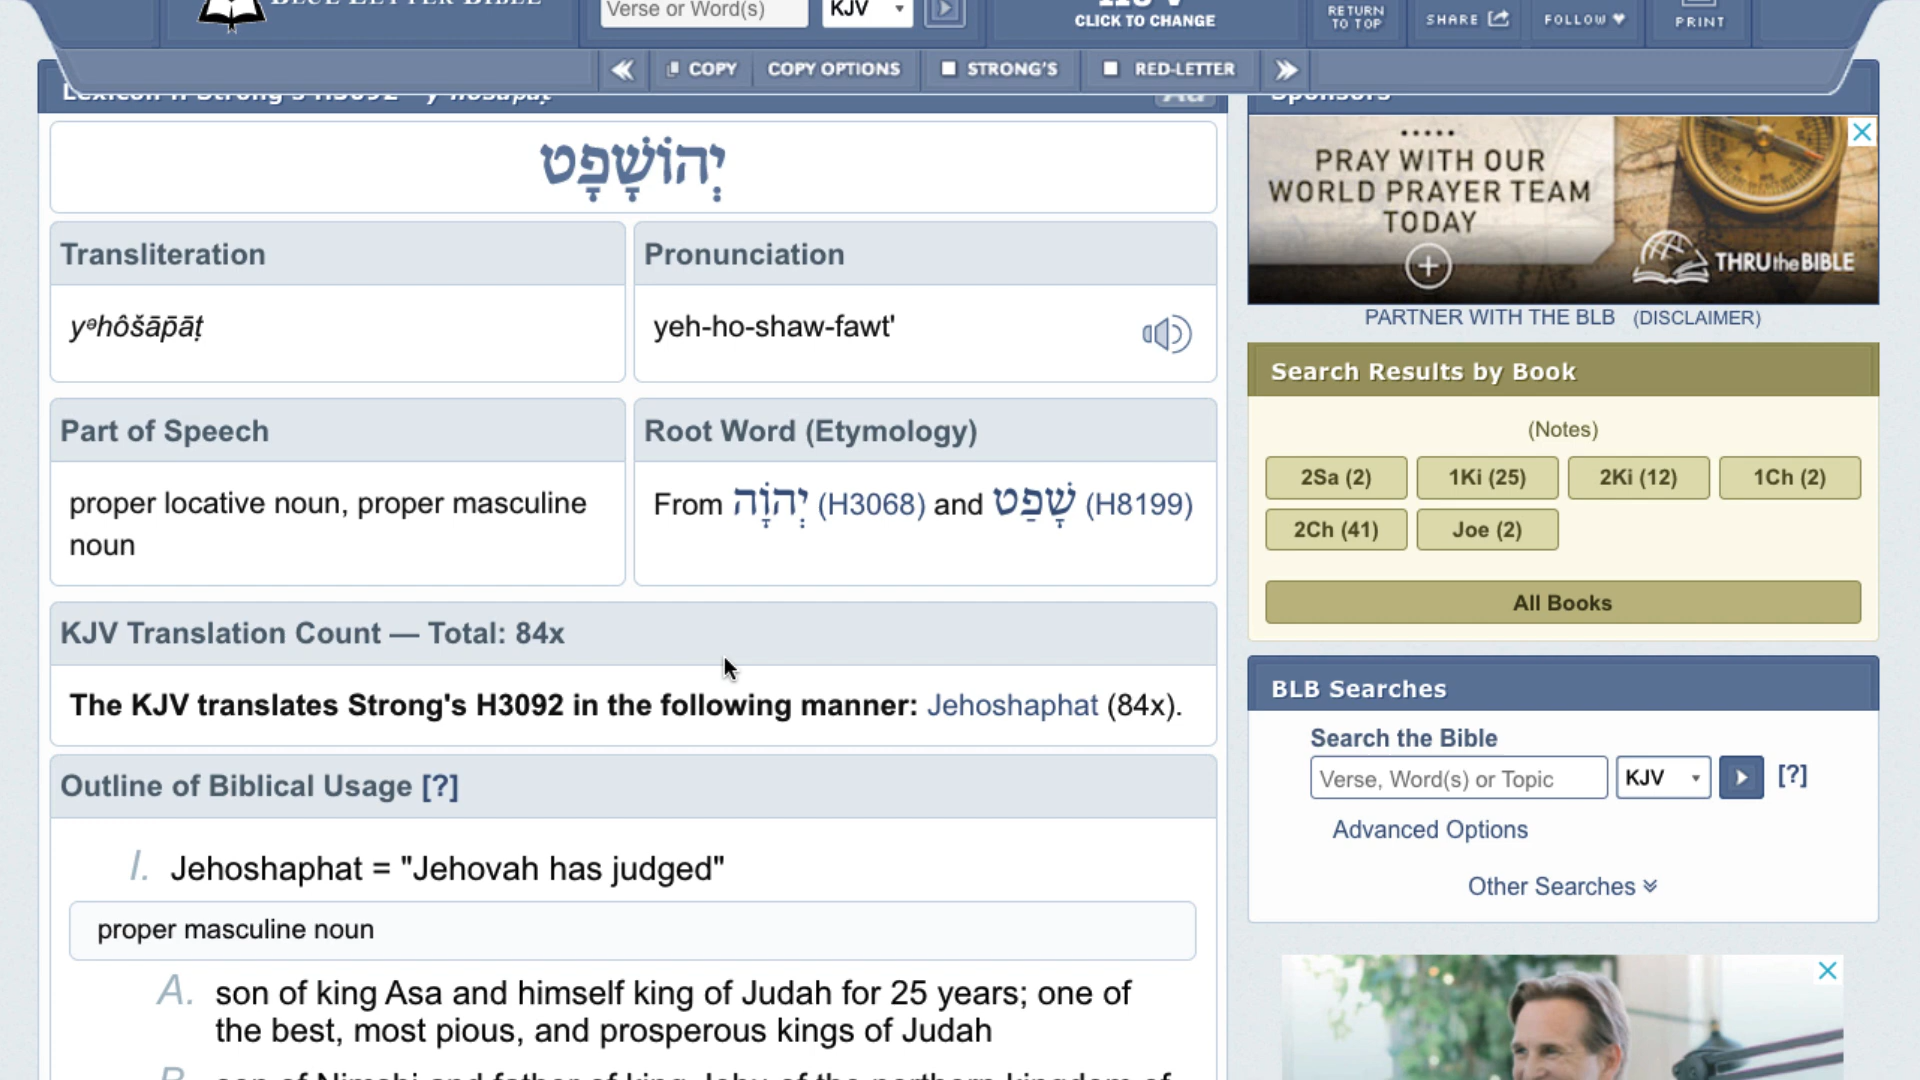 BLUE LETTER BIBLE
Verse or Word(s)
KJV
CLICK TO CHANGE
RETURN
TO TOP
SHARE
FOLLOW
PRINT
COPY
COPY OPTIONS
STRONG'S
RED-LETTER
יְהוֹשָׁפָט
Transliteration
Pronunciation
yᵊhôšāp̄āṭ
yeh-ho-shaw-fawt'
Part of Speech
Root Word (Etymology)
proper locative noun, proper masculine
noun
From יְהֹוָה (H3068) and שָׁפַט (H8199)
KJV Translation Count — Total: 84x
The KJV translates Strong's H3092 in the following manner: Jehoshaphat (84x).
Outline of Biblical Usage [?]
I. Jehoshaphat = "Jehovah has judged"
proper masculine noun
A. son of king Asa and himself king of Judah for 25 years; one of
the best, most pious, and prosperous kings of Judah
Sponsors
PRAY WITH OUR
WORLD PRAYER TEAM
TODAY
THRU the BIBLE
PARTNER WITH THE BLB (DISCLAIMER)
Search Results by Book
(Notes)
2Sa (2)
1Ki (25)
2Ki (12)
1Ch (2)
2Ch (41)
Joe (2)
All Books
BLB Searches
Search the Bible
Verse, Word(s) or Topic
KJV
[?]
Advanced Options
Other Searches